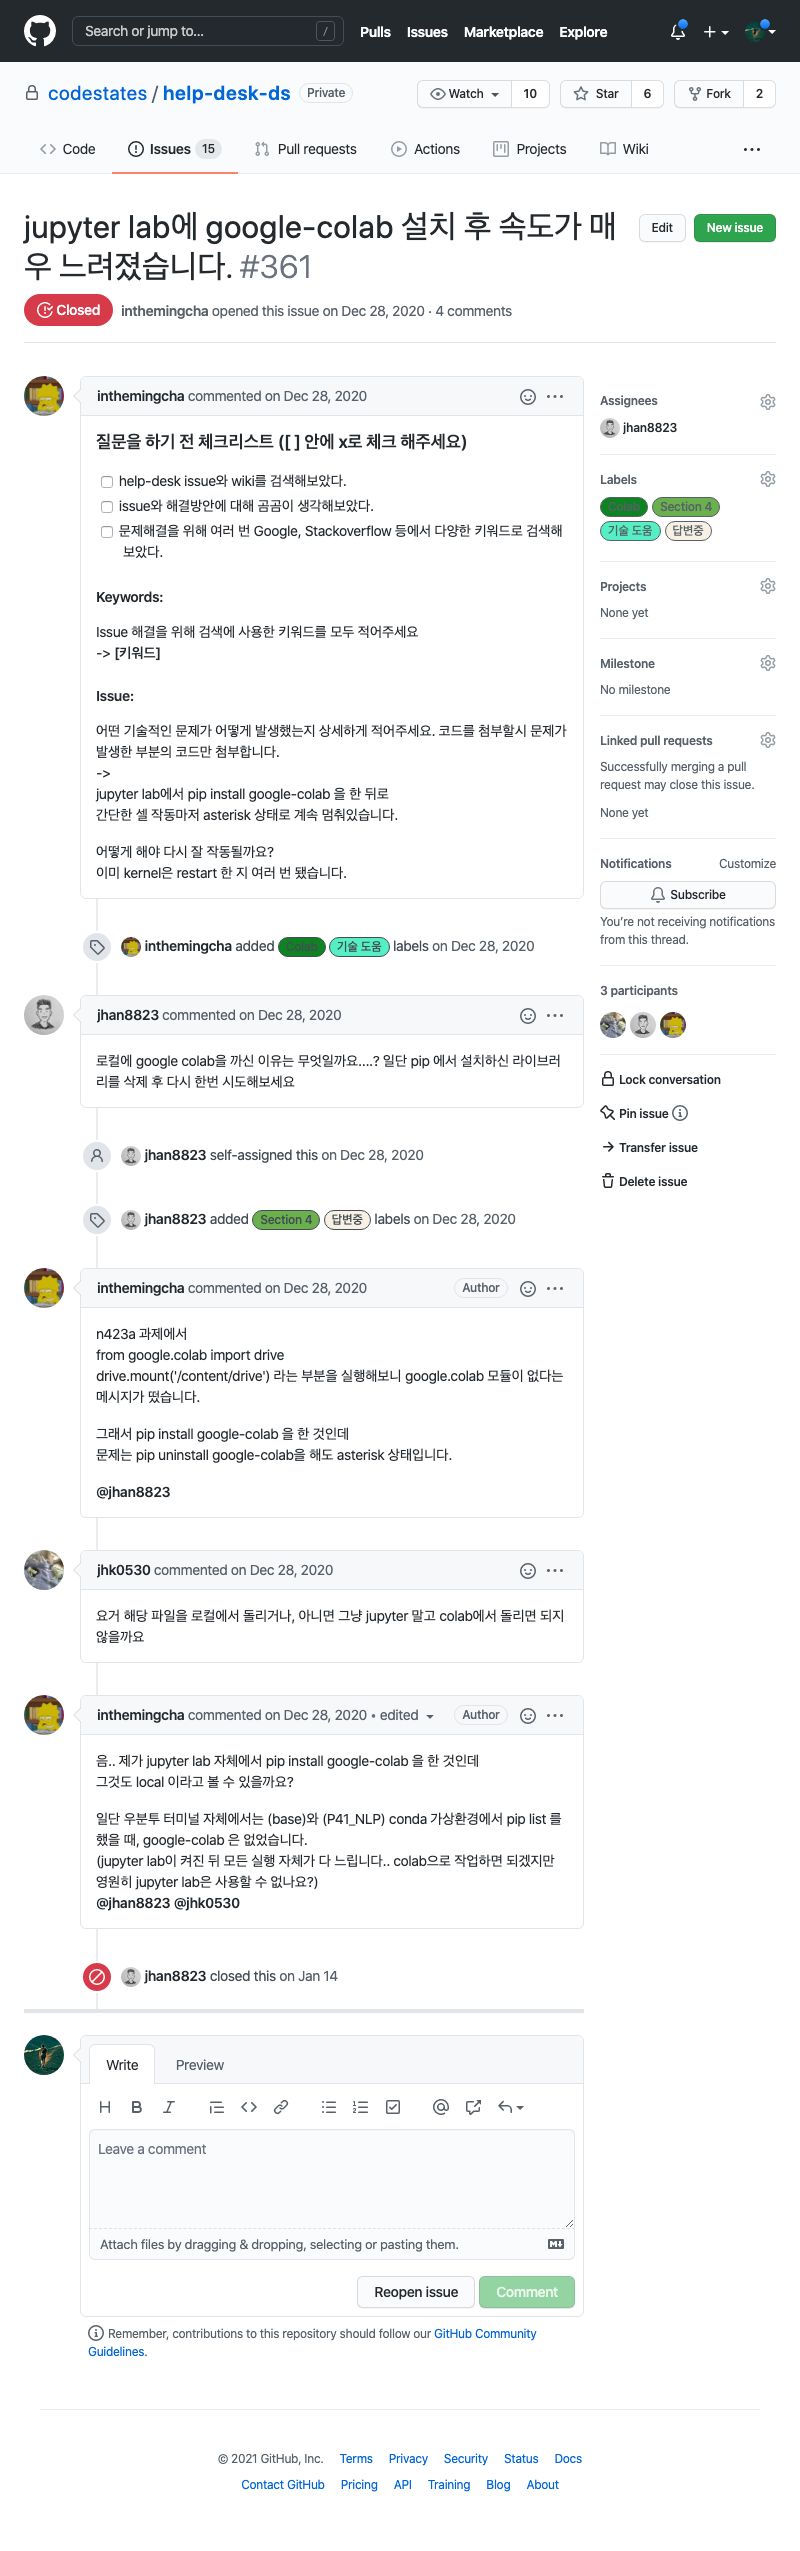 Search or jump to...
/
Pulls
Issues
Marketplace
Explore
codestates / help-desk-ds
Private
Watch
10
Star
6
Fork
2
Code
Issues 15
Pull requests
Actions
Projects
Wiki
jupyter lab에 google-colab 설치 후 속도가 매
우 느려졌습니다. #361
Edit
New issue
Closed
inthemingcha opened this issue on Dec 28, 2020 · 4 comments
inthemingcha commented on Dec 28, 2020
질문을 하기 전 체크리스트 ([ ] 안에 x로 체크 해주세요)
help-desk issue와 wiki를 검색해보았다.
issue와 해결방안에 대해 곰곰이 생각해보았다.
문제해결을 위해 여러 번 Google, Stackoverflow 등에서 다양한 키워드로 검색해
보았다.
Keywords:
Issue 해결을 위해 검색에 사용한 키워드를 모두 적어주세요
-> [키워드]
Issue:
어떤 기술적인 문제가 어떻게 발생했는지 상세하게 적어주세요. 코드를 첨부할시 문제가
발생한 부분의 코드만 첨부합니다.
->
jupyter lab에서 pip install google-colab 을 한 뒤로
간단한 셀 작동마저 asterisk 상태로 계속 멈춰있습니다.
어떻게 해야 다시 잘 작동될까요?
이미 kernel은 restart 한 지 여러 번 됐습니다.
inthemingcha added Colab 기술 도움 labels on Dec 28, 2020
jhan8823 commented on Dec 28, 2020
로컬에 google colab을 까신 이유는 무엇일까요....? 일단 pip 에서 설치하신 라이브러
리를 삭제 후 다시 한번 시도해보세요
jhan8823 self-assigned this on Dec 28, 2020
jhan8823 added Section 4 답변중 labels on Dec 28, 2020
inthemingcha commented on Dec 28, 2020
Author
n423a 과제에서
from google.colab import drive
drive.mount('/content/drive') 라는 부분을 실행해보니 google.colab 모듈이 없다는
메시지가 떴습니다.
그래서 pip install google-colab 을 한 것인데
문제는 pip uninstall google-colab을 해도 asterisk 상태입니다.
@jhan8823
jhk0530 commented on Dec 28, 2020
요거 해당 파일을 로컬에서 돌리거나, 아니면 그냥 jupyter 말고 colab에서 돌리면 되지
않을까요
inthemingcha commented on Dec 28, 2020 • edited
Author
음.. 제가 jupyter lab 자체에서 pip install google-colab 을 한 것인데
그것도 local 이라고 볼 수 있을까요?
일단 우분투 터미널 자체에서는 (base)와 (P41_NLP) conda 가상환경에서 pip list 를
했을 때, google-colab 은 없었습니다.
(jupyter lab이 켜진 뒤 모든 실행 자체가 다 느립니다.. colab으로 작업하면 되겠지만
영원히 jupyter lab은 사용할 수 없나요?)
@jhan8823 @jhk0530
jhan8823 closed this on Jan 14
Write
Preview
Leave a comment
Attach files by dragging & dropping, selecting or pasting them.
Reopen issue
Comment
Remember, contributions to this repository should follow our GitHub Community
Guidelines.
Assignees
jhan8823
Labels
Colab
Section 4
기술 도움
답변중
Projects
None yet
Milestone
No milestone
Linked pull requests
Successfully merging a pull
request may close this issue.
None yet
Notifications
Customize
Subscribe
You're not receiving notifications
from this thread.
3 participants
Lock conversation
Pin issue
Transfer issue
Delete issue
© 2021 GitHub, Inc.
Terms
Privacy
Security
Status
Docs
Contact GitHub
Pricing
API
Training
Blog
About